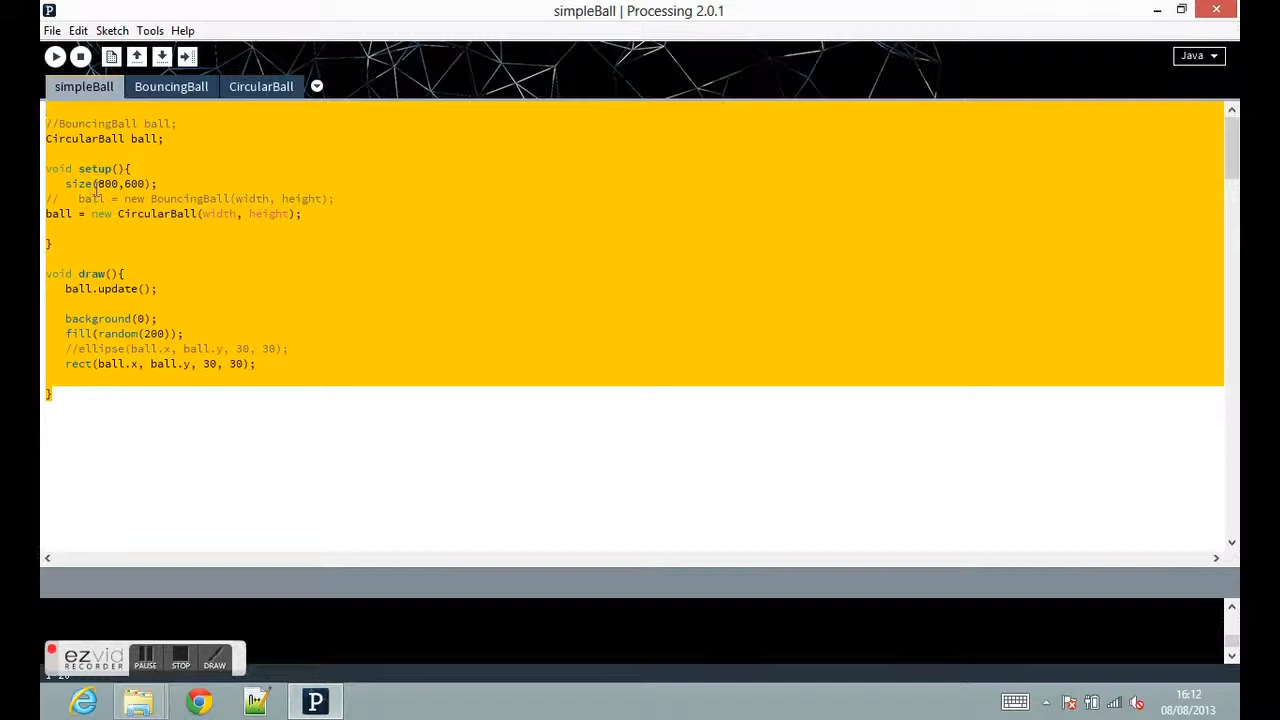 simpleBall | Processing 2.0.1
File Edit Sketch Tools Help
Java
simpleBall BouncingBall CircularBall
//BouncingBall ball;
CircularBall ball;
void setup(){
size(800,600);
// ball = new BouncingBall(width, height);
ball = new CircularBall(width, height);
}
void draw(){
ball.update();
background(0);
fill(random(200));
//ellipse(ball.x, ball.y, 30, 30);
rect(ball.x, ball.y, 30, 30);
}
ezvid
RECORDER
PAUSE STOP DRAW
16:12
08/08/2013